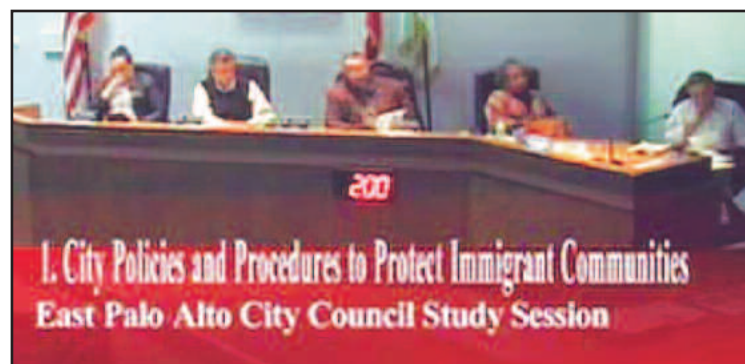 200
1. City Policies and Procedures to Protect Immigrant Communities
East Palo Alto City Council Study Session